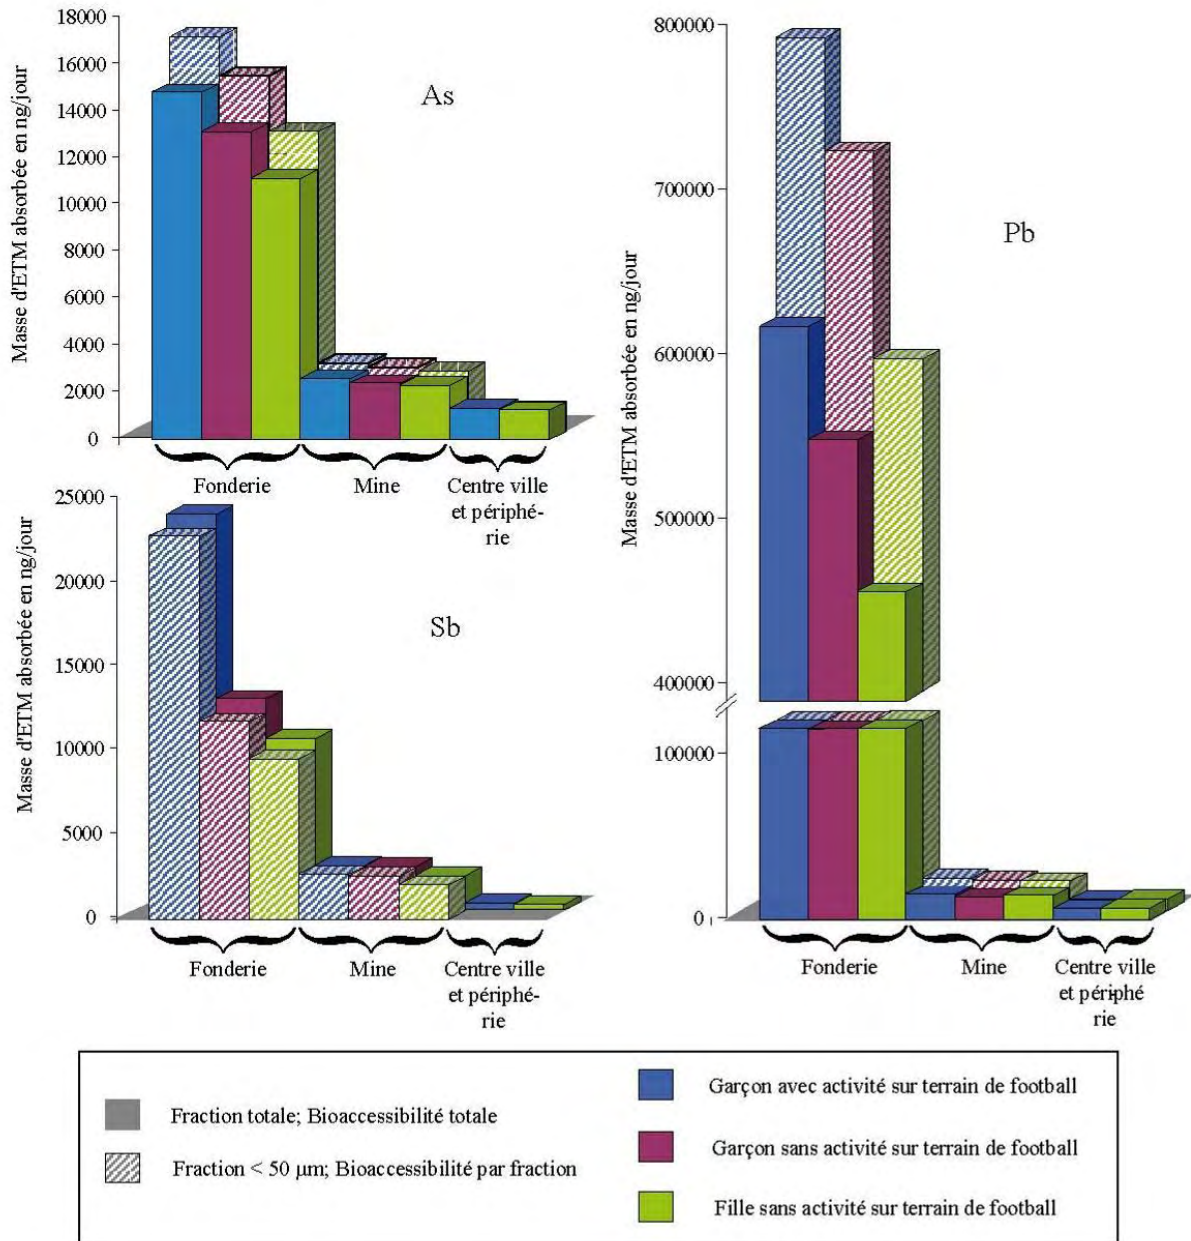 18000
16000
14000
12000
10000
8000
6000
4000
2000
0
Masse d'ETM absorbée en ng/jour
As
Fonderie
Mine
Centre ville
et périphé-
rie
25000
20000
15000
10000
5000
0
Masse d'ETM absorbée en ng/jour
Sb
Fonderie
Mine
Centre ville
et périphé-
rie
800000
700000
600000
500000
400000
100000
0
Masse d'ETM absorbée en ng/jour
Pb
Fonderie
Mine
Centre ville
et périphé
rie
Fraction totale; Bioaccessibilité totale
Fraction < 50 µm; Bioaccessibilité par fraction
Garçon avec activité sur terrain de football
Garçon sans activité sur terrain de football
Fille sans activité sur terrain de football